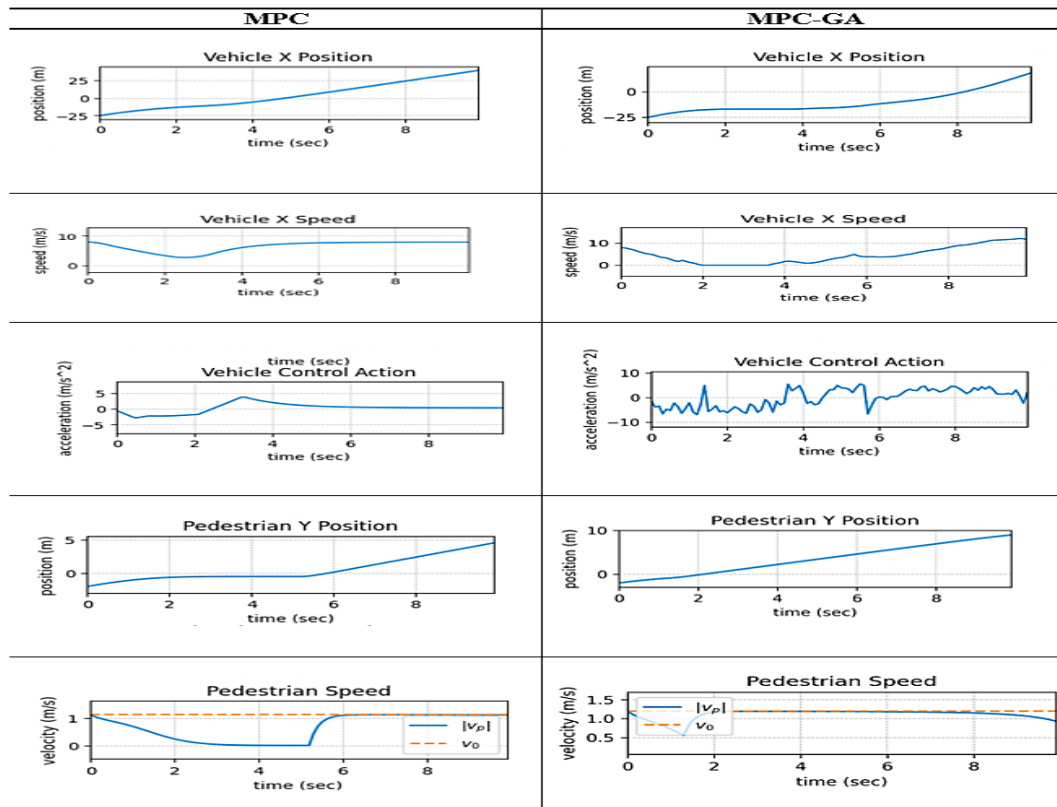 MPC
MPC-GA
Vehicle X Position
position (m)
25
0
−25
0 2 4 6 8
time (sec)
Vehicle X Position
position (m)
0
−25
0 2 4 6 8
time (sec)
Vehicle X Speed
speed (m/s)
10
0
0 2 4 6 8
time (sec)
Vehicle X Speed
speed (m/s)
10
0
0 2 4 6 8
time (sec)
time (sec)
Vehicle Control Action
acceleration (m/s^2)
5
0
−5
0 2 4 6 8
time (sec)
Vehicle Control Action
acceleration (m/s^2)
10
0
−10
0 2 4 6 8
time (sec)
Pedestrian Y Position
position (m)
5
0
0 2 4 6 8
time (sec)
Pedestrian Y Position
position (m)
10
0
0 2 4 6 8
time (sec)
Pedestrian Speed
velocity (m/s)
1
0
|vₚ|
v₀
0 2 4 6 8
time (sec)
Pedestrian Speed
velocity (m/s)
1.5
1.0
0.5
|vₚ|
v₀
0 2 4 6 8
time (sec)